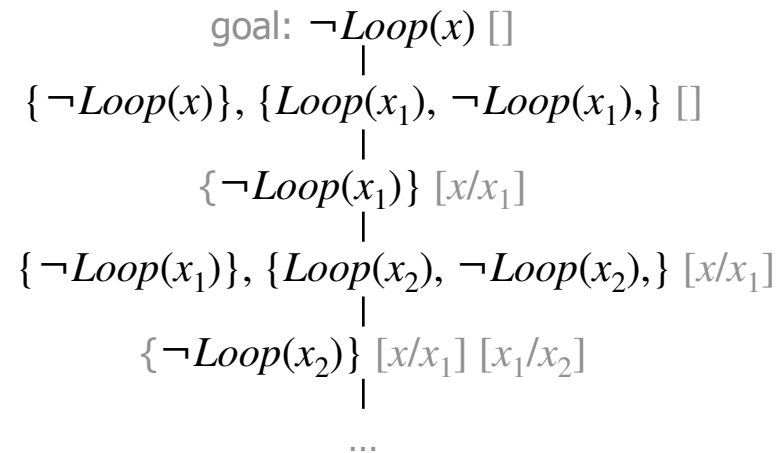 goal: ¬Loop(x) []
{¬Loop(x)}, {Loop(x₁), ¬Loop(x₁),} []
{¬Loop(x₁)} [x/x₁]
{¬Loop(x₁)}, {Loop(x₂), ¬Loop(x₂),} [x/x₁]
{¬Loop(x₂)} [x/x₁] [x₁/x₂]
...